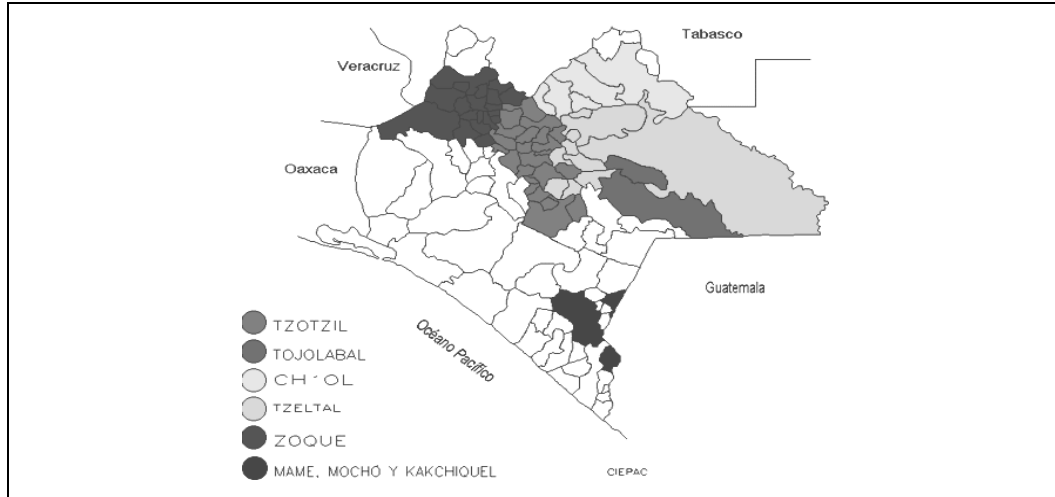 Tabasco
Veracruz
Oaxaca
Guatemala
Océano Pacífico
TZOTZIL
TOJOLABAL
CH´OL
TZELTAL
ZOQUE
MAME, MOCHÓ Y KAKCHIQUEL
CIEPAC